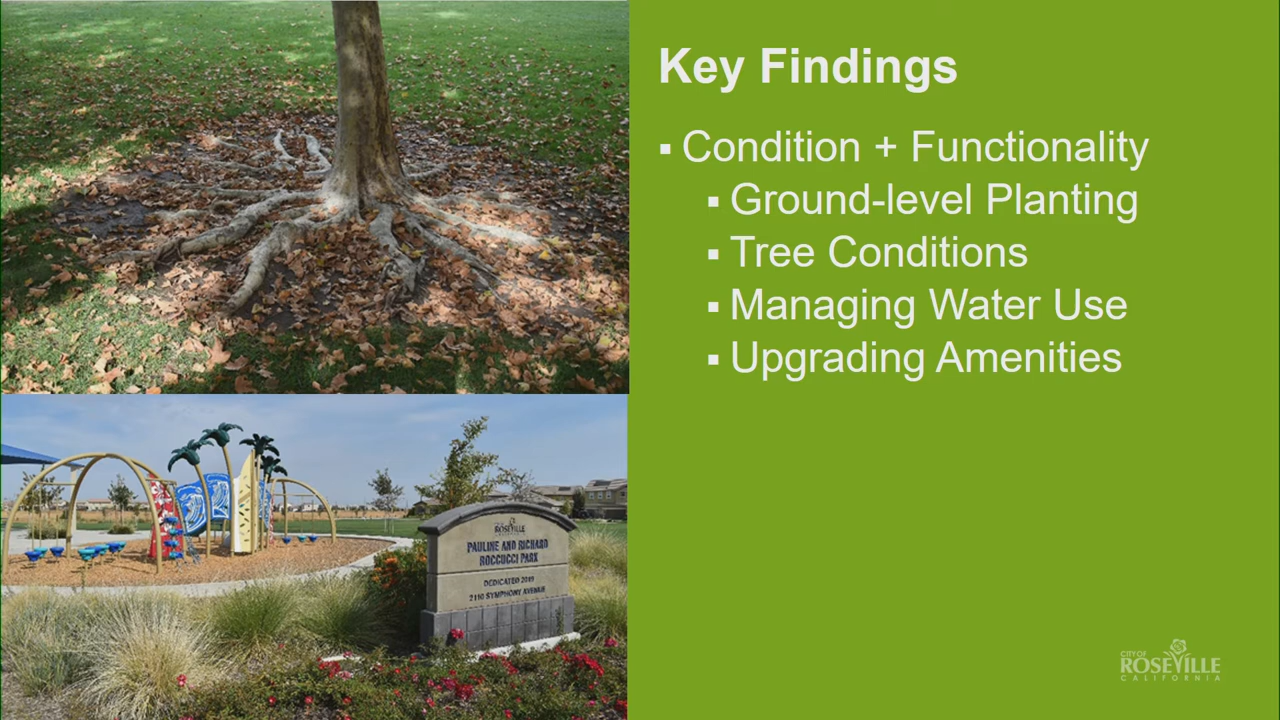 Key Findings
▪ Condition + Functionality
▪ Ground-level Planting
▪ Tree Conditions
▪ Managing Water Use
▪ Upgrading Amenities
ROSEVILLE
PAULINE AND RICHARD
ROCCUCCI PARK
DEDICATED 2019
2110 SYMPHONY AVENUE
CITY OF
ROSEVILLE
CALIFORNIA